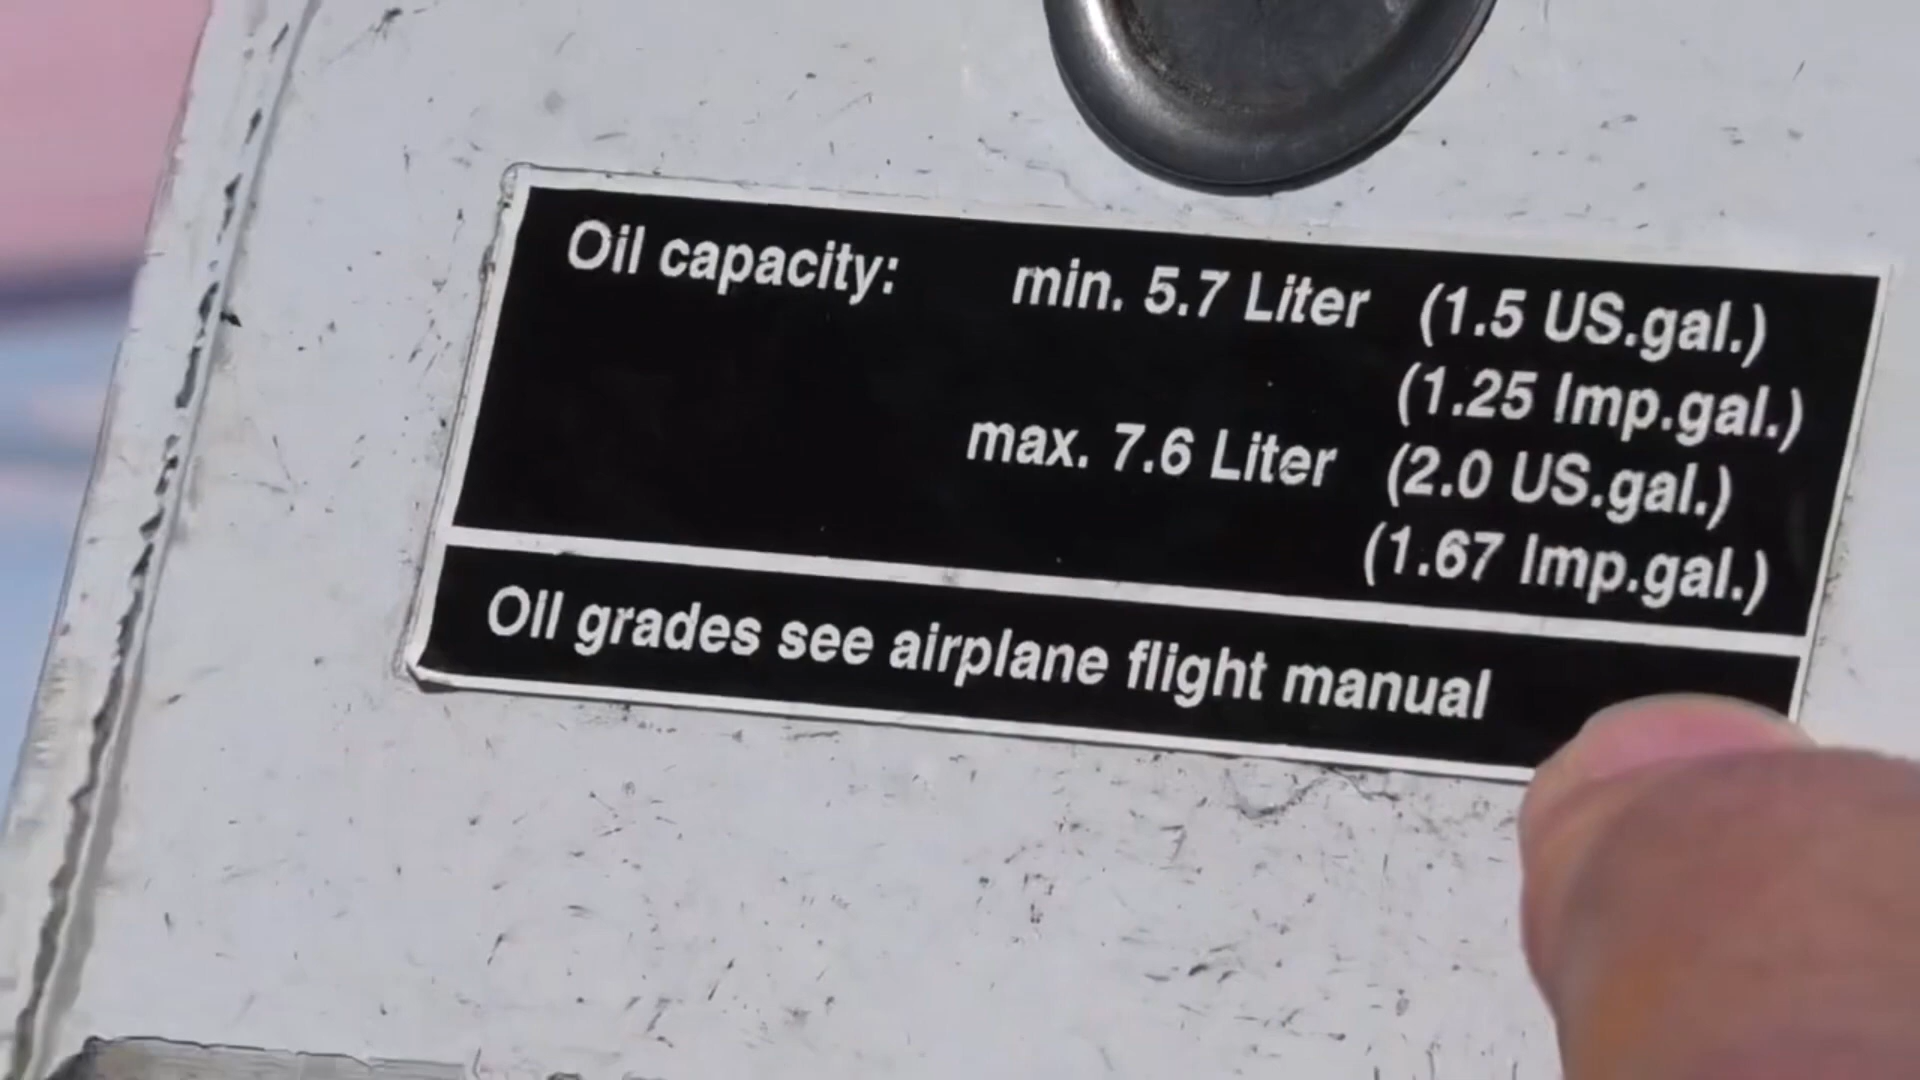 Oil capacity: min. 5.7 Liter (1.5 US.gal.)
(1.25 Imp.gal.)
max. 7.6 Liter (2.0 US.gal.)
(1.67 Imp.gal.)
Oil grades see airplane flight manual